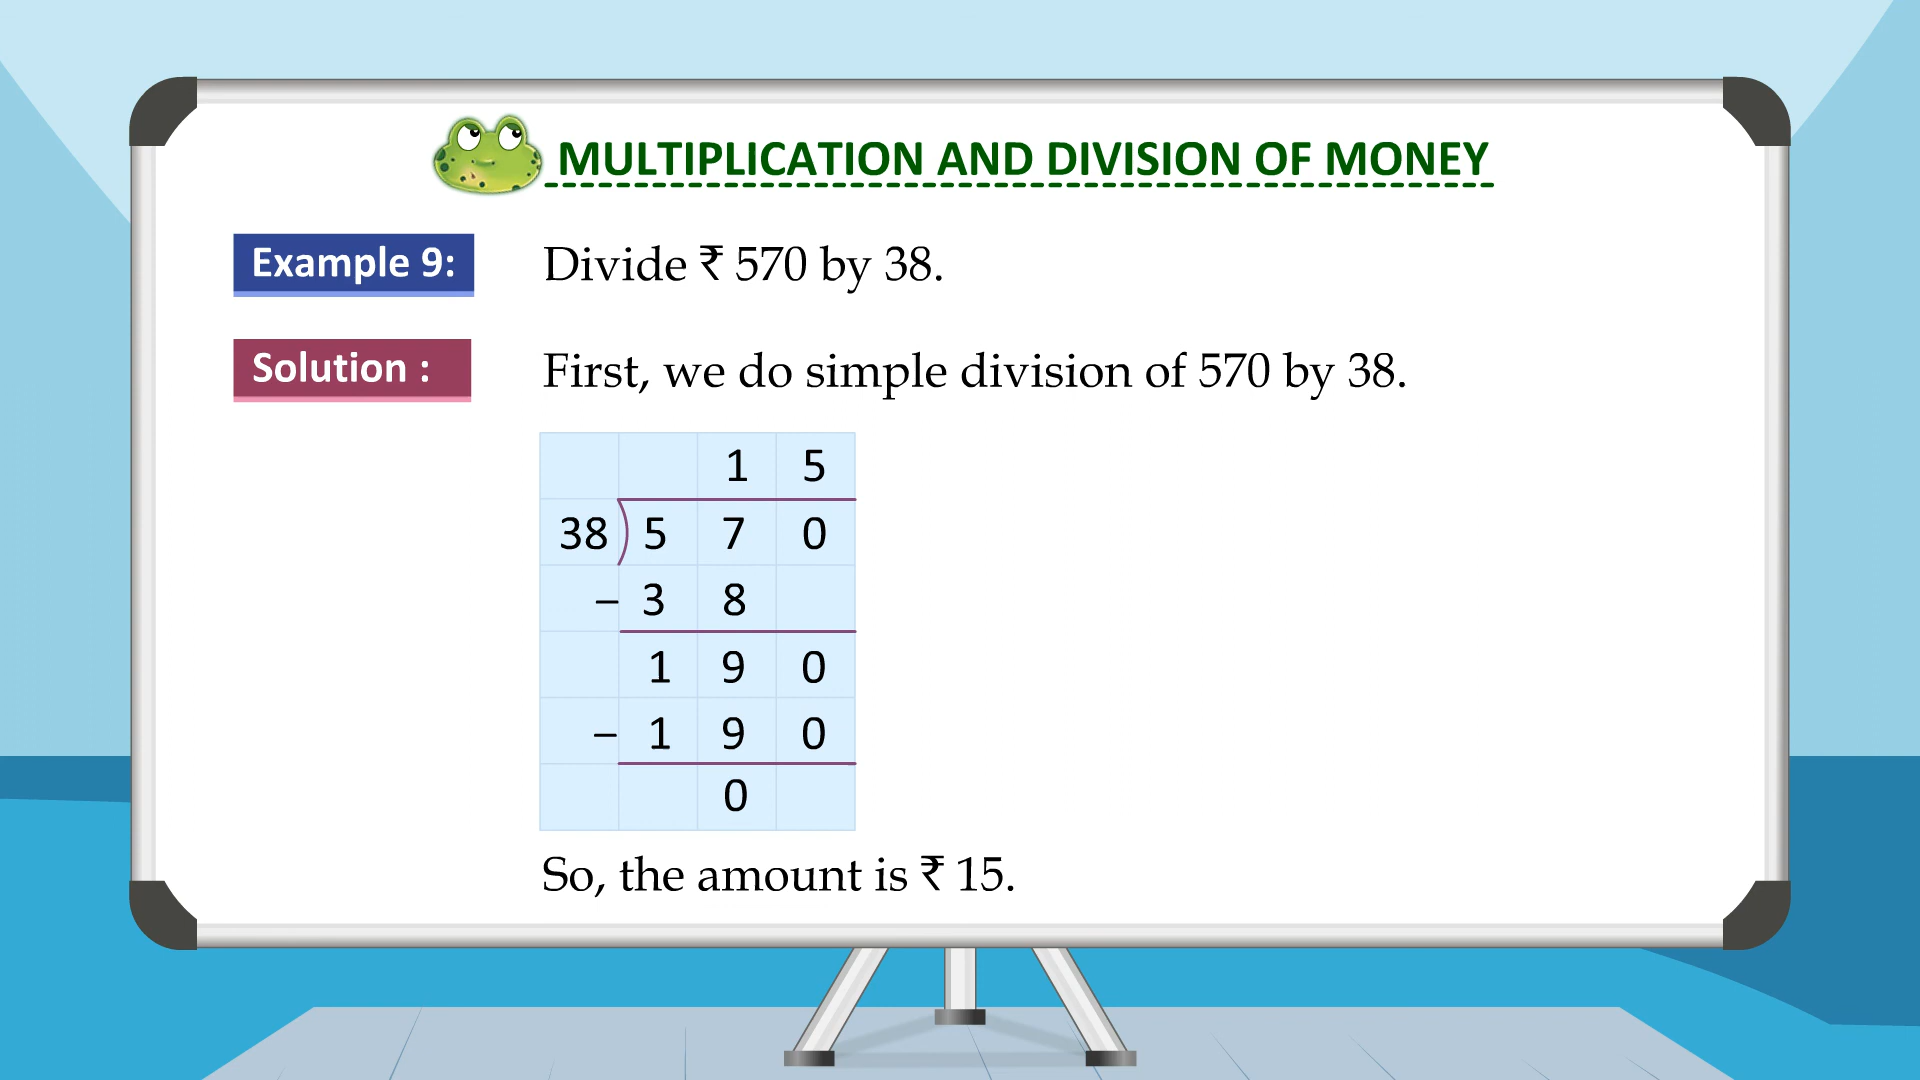 MULTIPLICATION AND DIVISION OF MONEY
Example 9: Divide ₹ 570 by 38.
Solution : First, we do simple division of 570 by 38.
1 5
38) 5 7 0
– 3 8
1 9 0
– 1 9 0
0
So, the amount is ₹ 15.